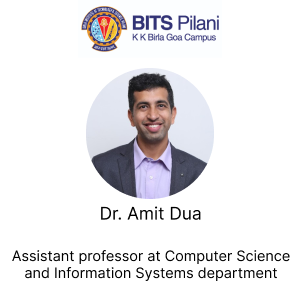 BITS Pilani
K K Birla Goa Campus
Dr. Amit Dua
Assistant professor at Computer Science
and Information Systems department